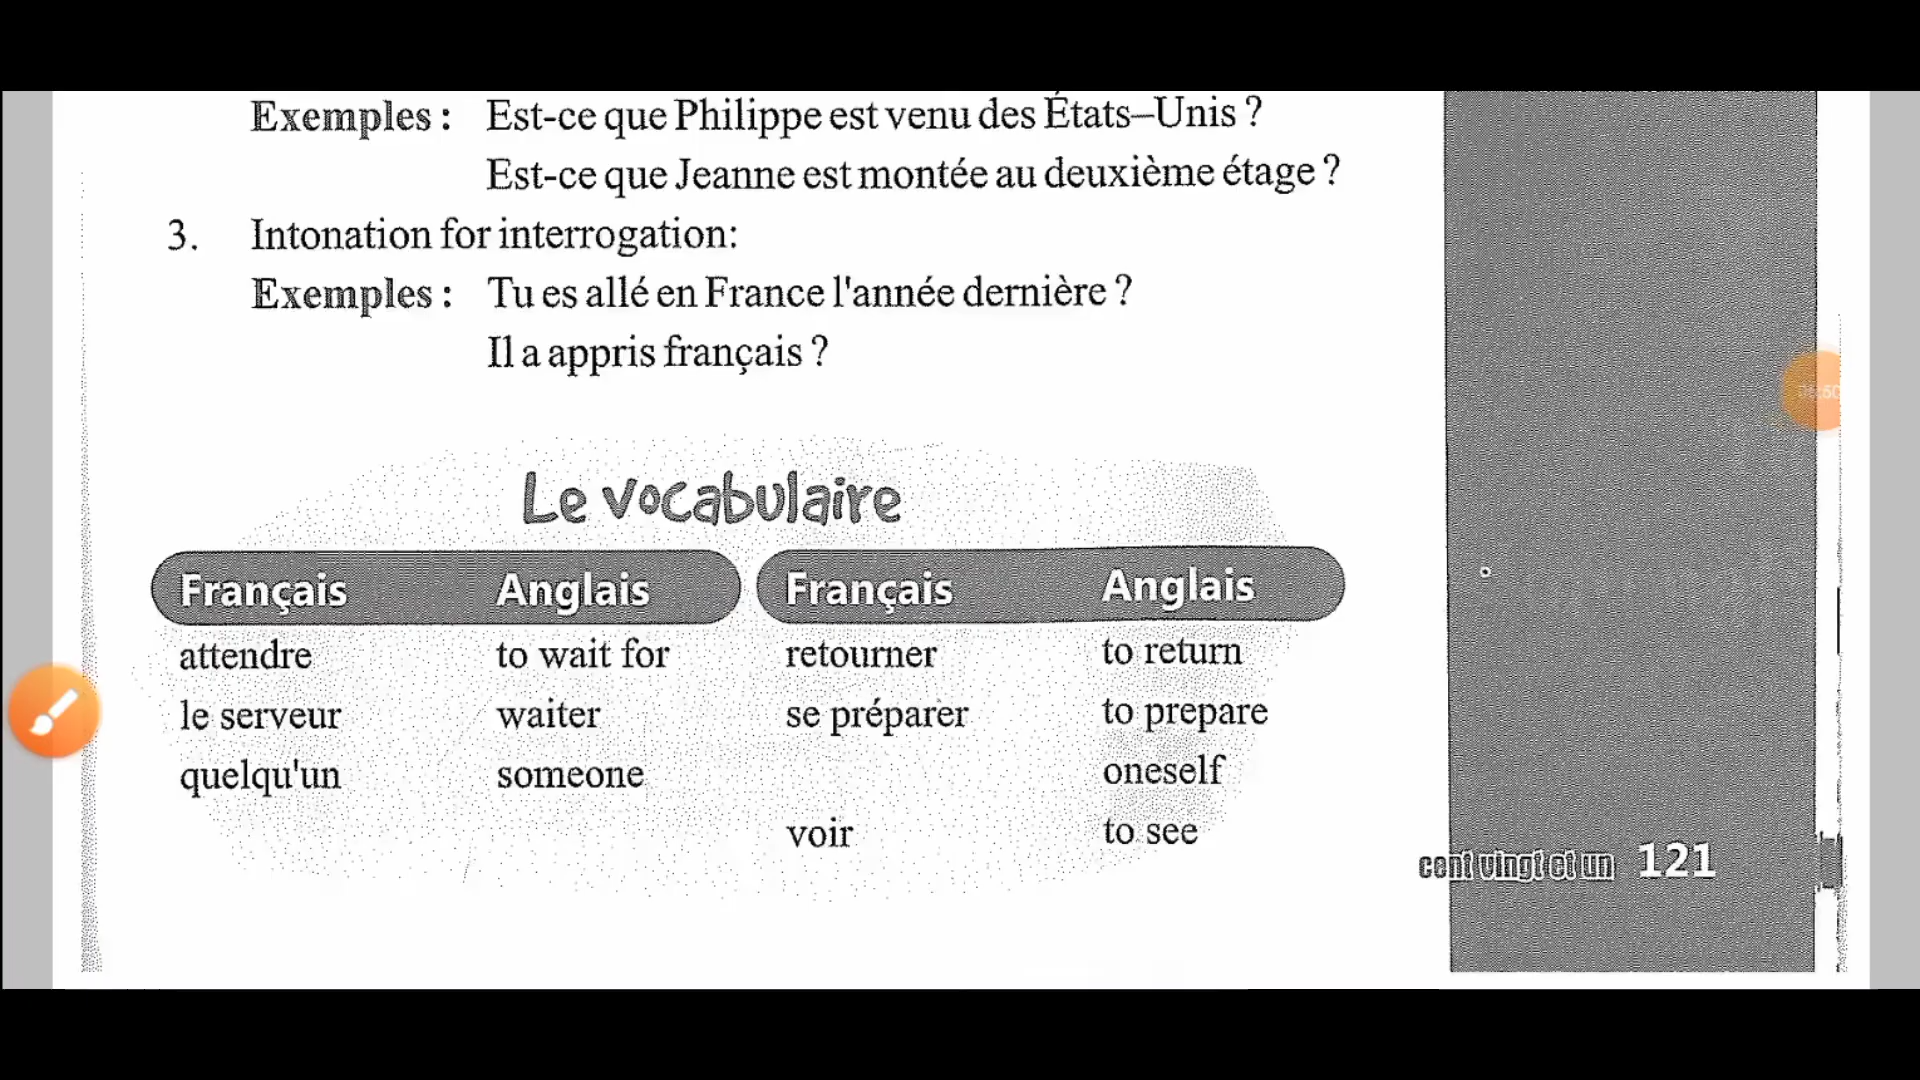 Exemples : Est-ce que Philippe est venu des États–Unis ?
Est-ce que Jeanne est montée au deuxième étage ?
3. Intonation for interrogation:
Exemples : Tu es allé en France l'année dernière ?
Il a appris français ?
Le vocabulaire
Français Anglais Français Anglais
attendre to wait for retourner to return
le serveur waiter se préparer to prepare
quelqu'un someone oneself
voir to see
cent vingt et un 121